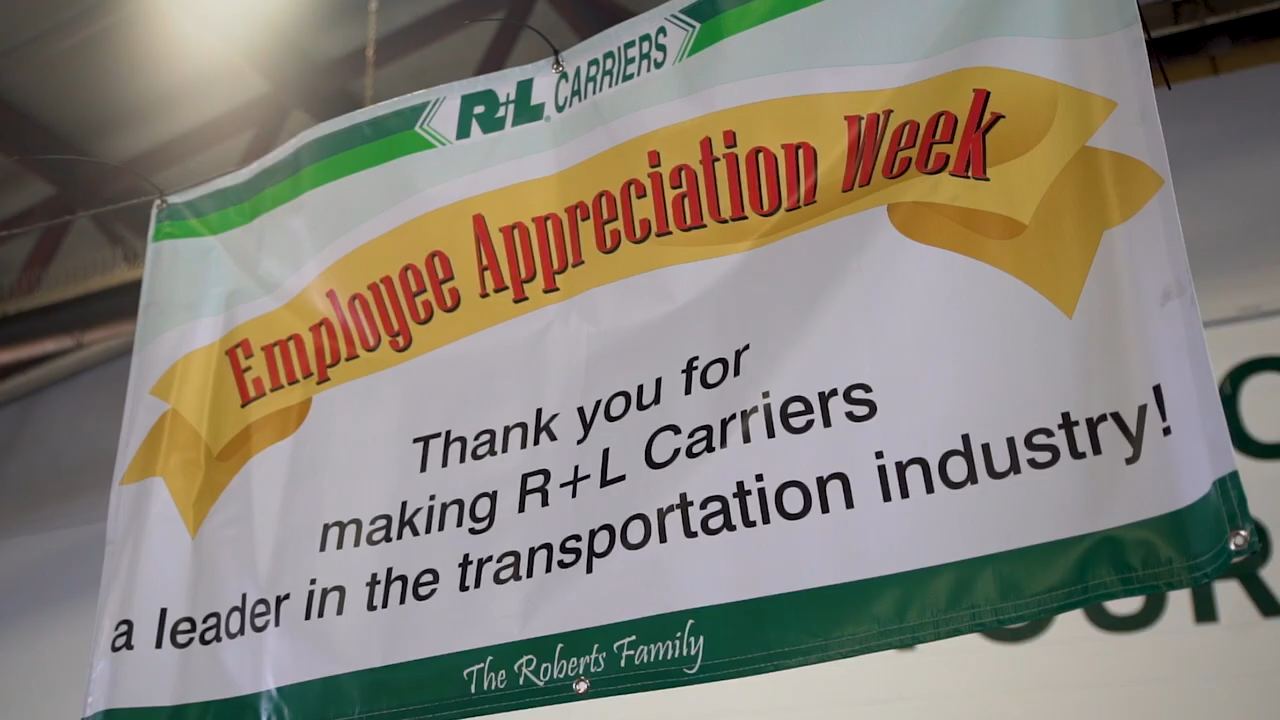 R+L CARRIERS
Employee Appreciation Week
Thank you for
making R+L Carriers
a leader in the transportation industry!
The Roberts Family